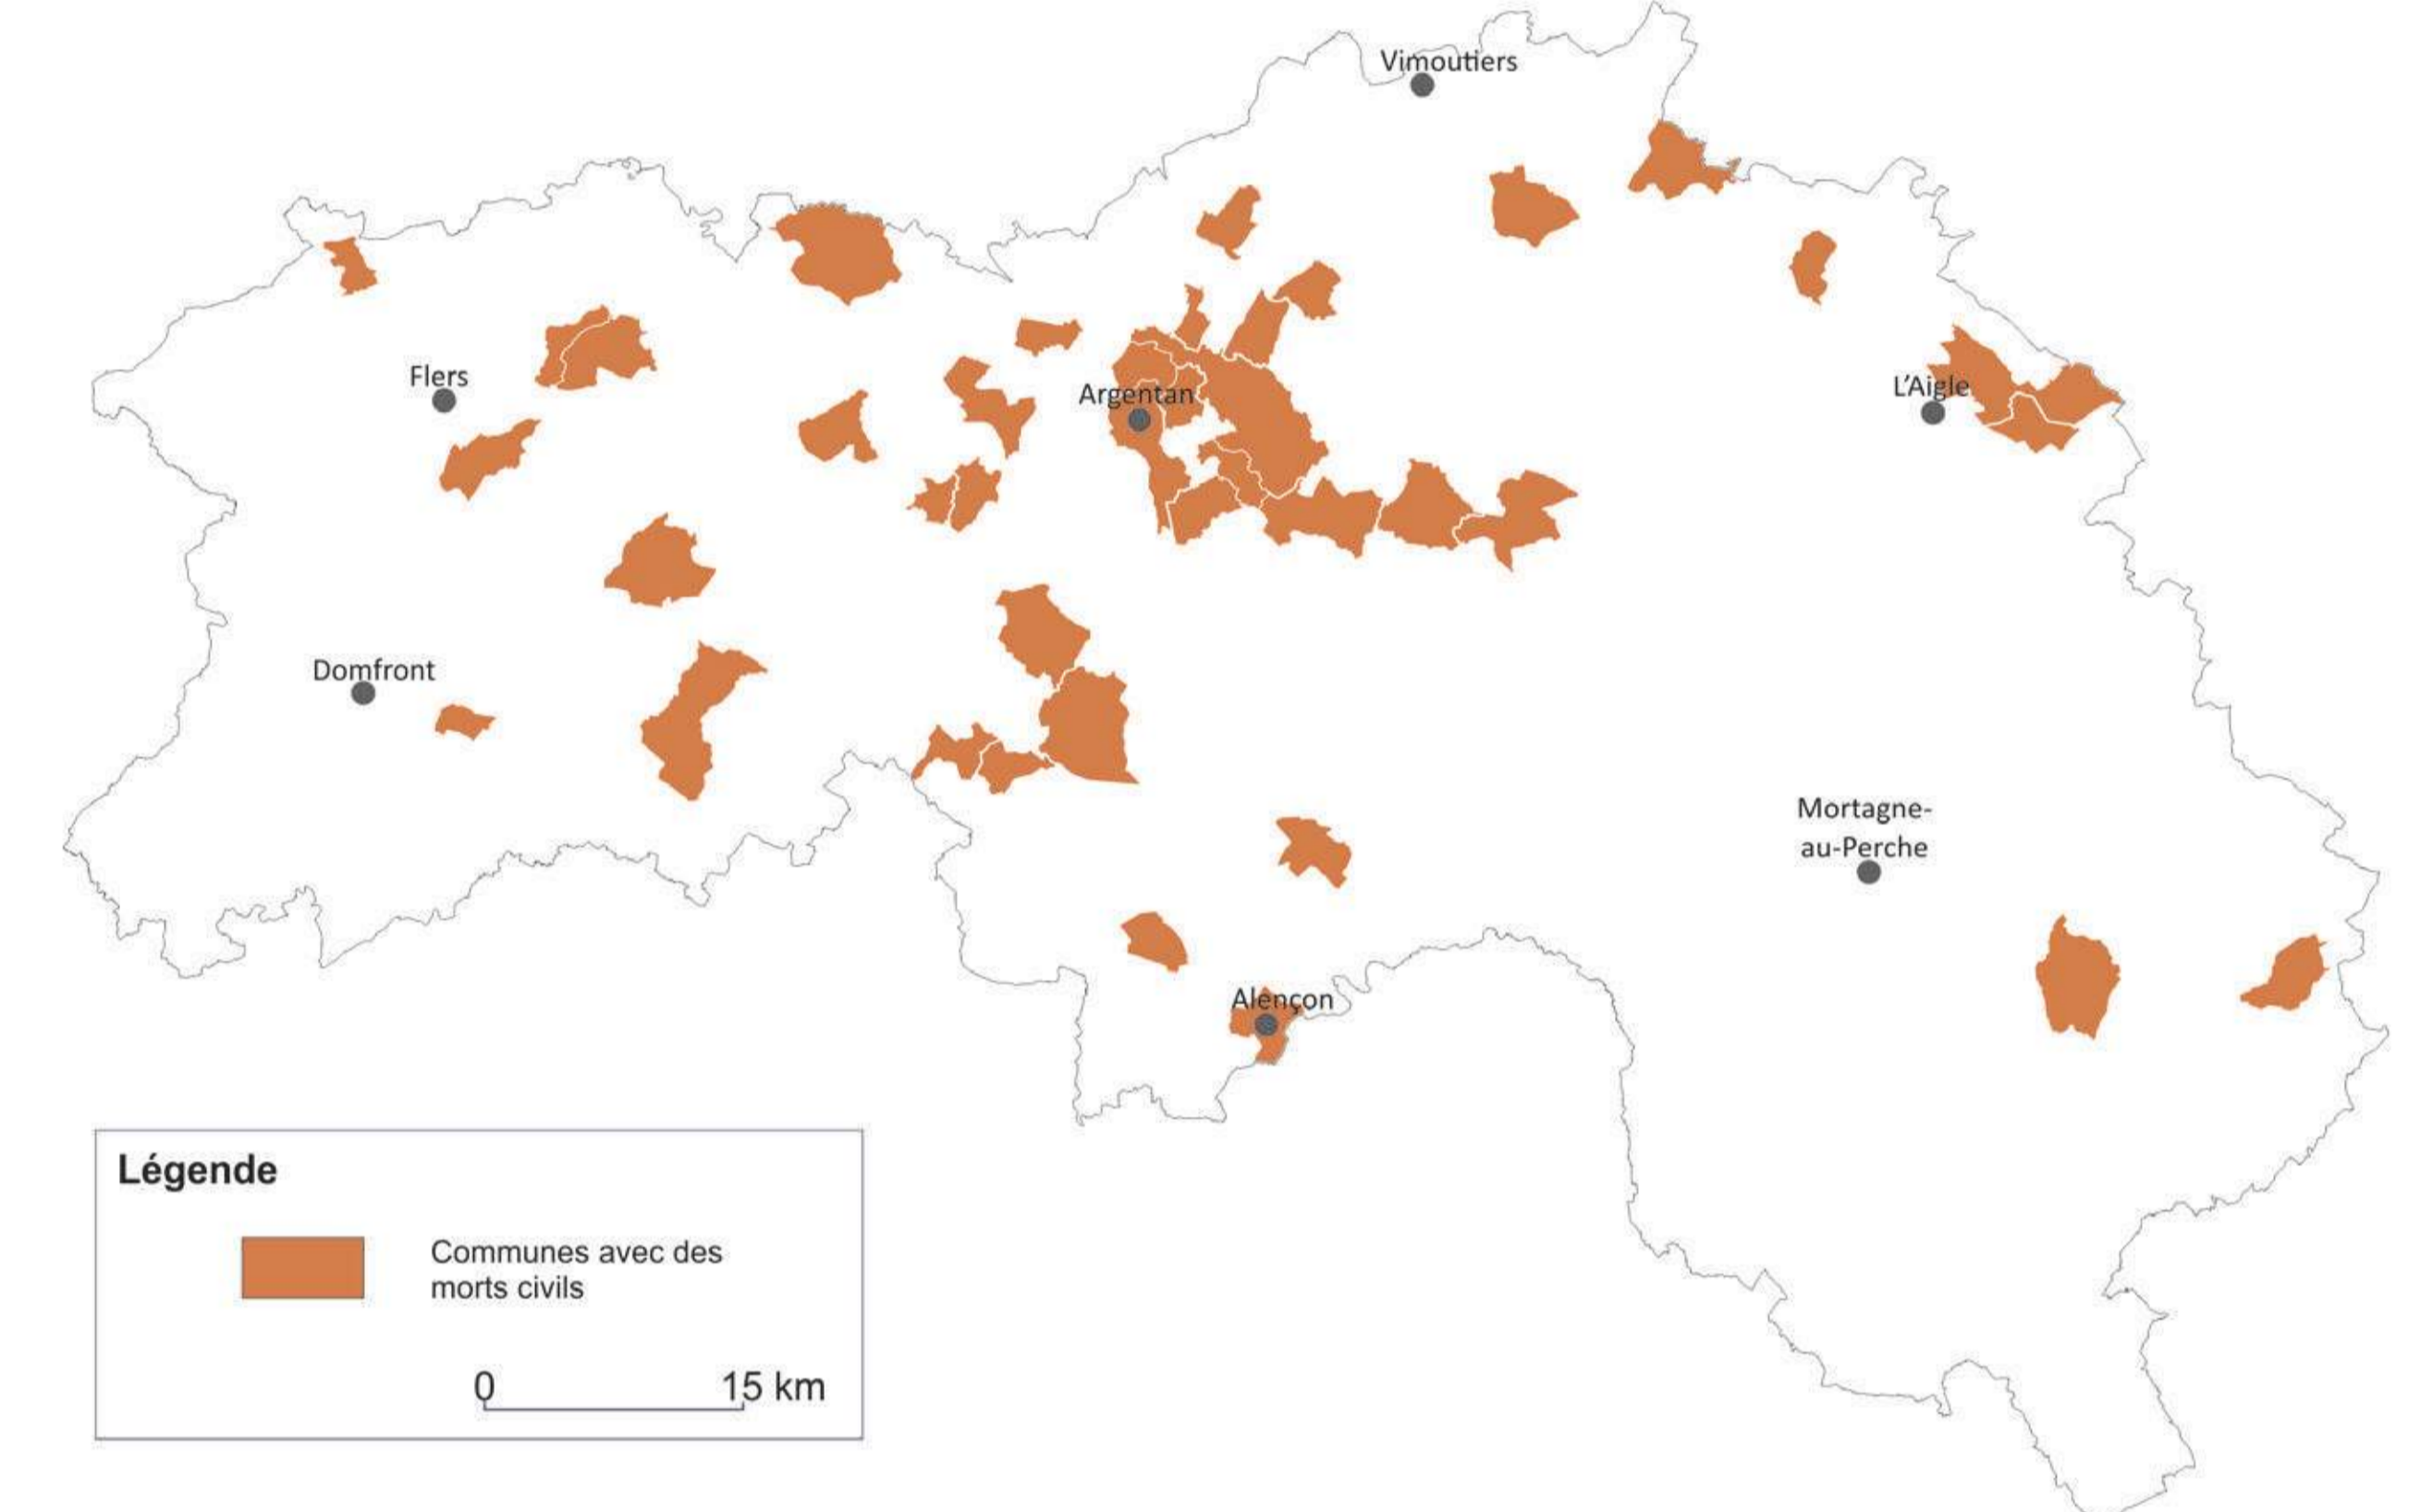 Vimoutiers
Flers
Argentan
L'Aigle
Domfront
Mortagne-
au-Perche
Alençon
Légende
Communes avec des
morts civils
0 15 km